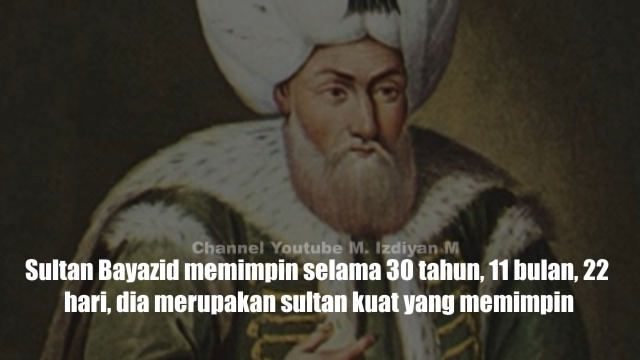 Channel Youtube M. Izdiyan M
Sultan Bayazid memimpin selama 30 tahun, 11 bulan, 22
hari, dia merupakan sultan kuat yang memimpin